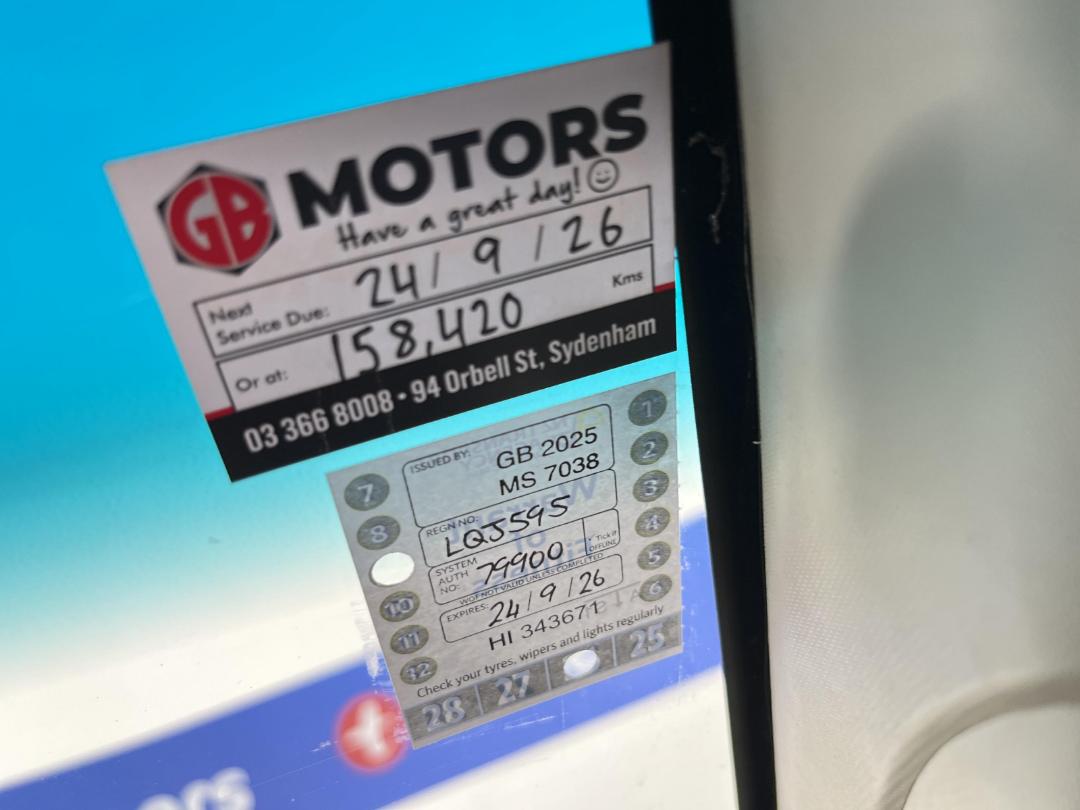 GB MOTORS
Have a great day!
Next Service Due: 24/9/26
Or at: 158,420 Kms
03 366 8008 • 94 Orbell St, Sydenham
ISSUED BY: GB 2025
MS 7038
REGN NO: LQJ595
SYSTEM AUTH NO: 79900
✓ Tick if OFFLINE
WOF NOT VALID UNLESS COMPLETED
EXPIRES: 24/9/26
HI 343671
Check your tyres, wipers and lights regularly
7
8
10
11
12
1
2
3
4
5
6
28 27 25